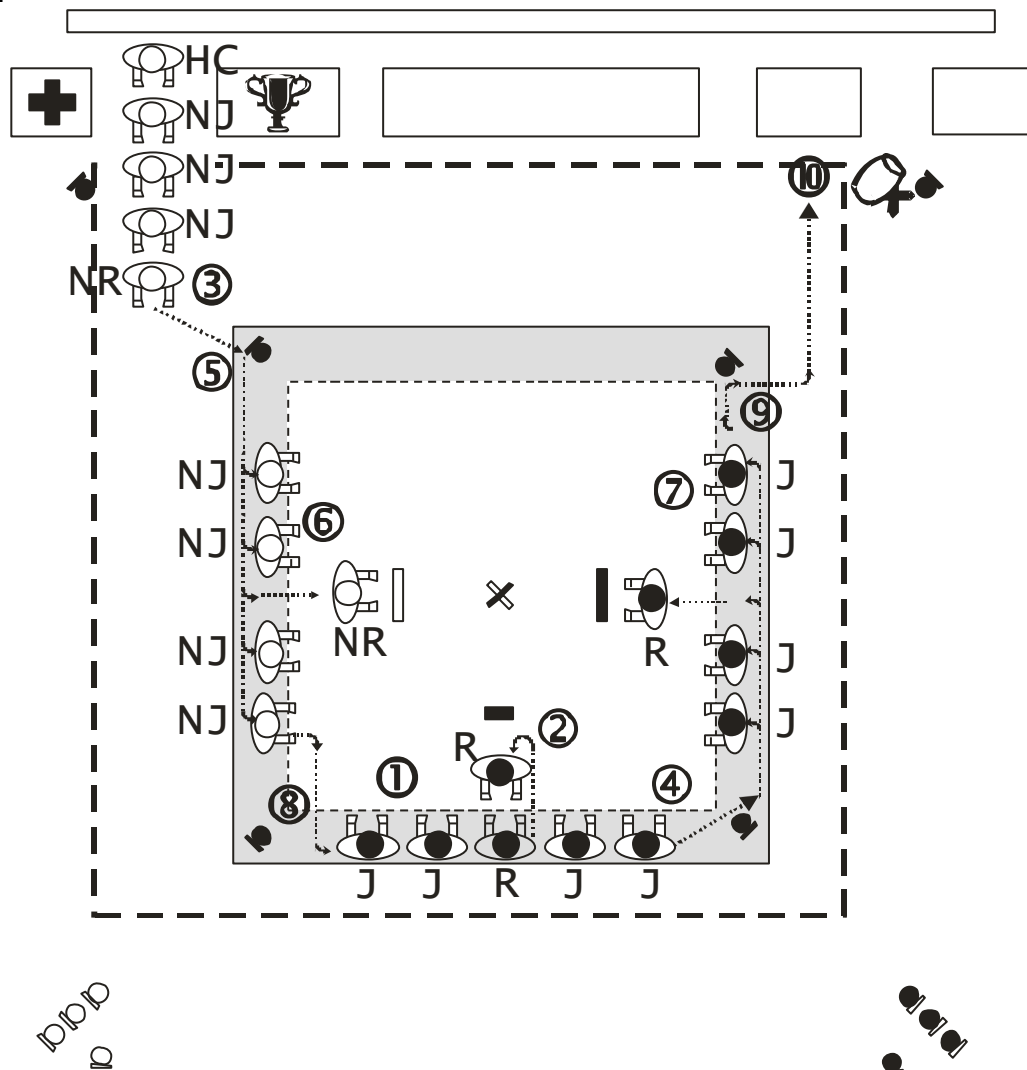 HC
NJ
NJ
⑩
NJ
NR ③
⑤
⑨
NJ ⑦ J
⑥
NJ J
NR R
NJ J
NJ J
R ②
① ④
⑧
J J R J J